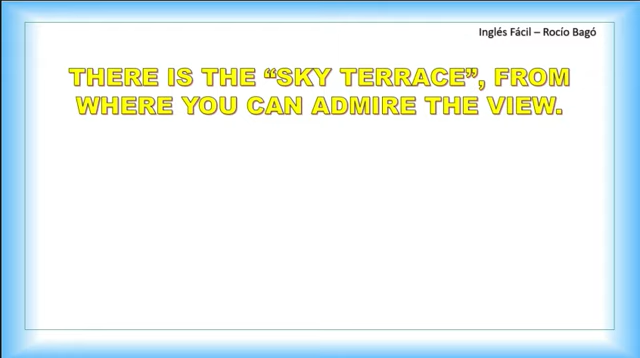 Inglés Fácil – Rocío Bagó
THERE IS THE “SKY TERRACE”, FROM
WHERE YOU CAN ADMIRE THE VIEW.